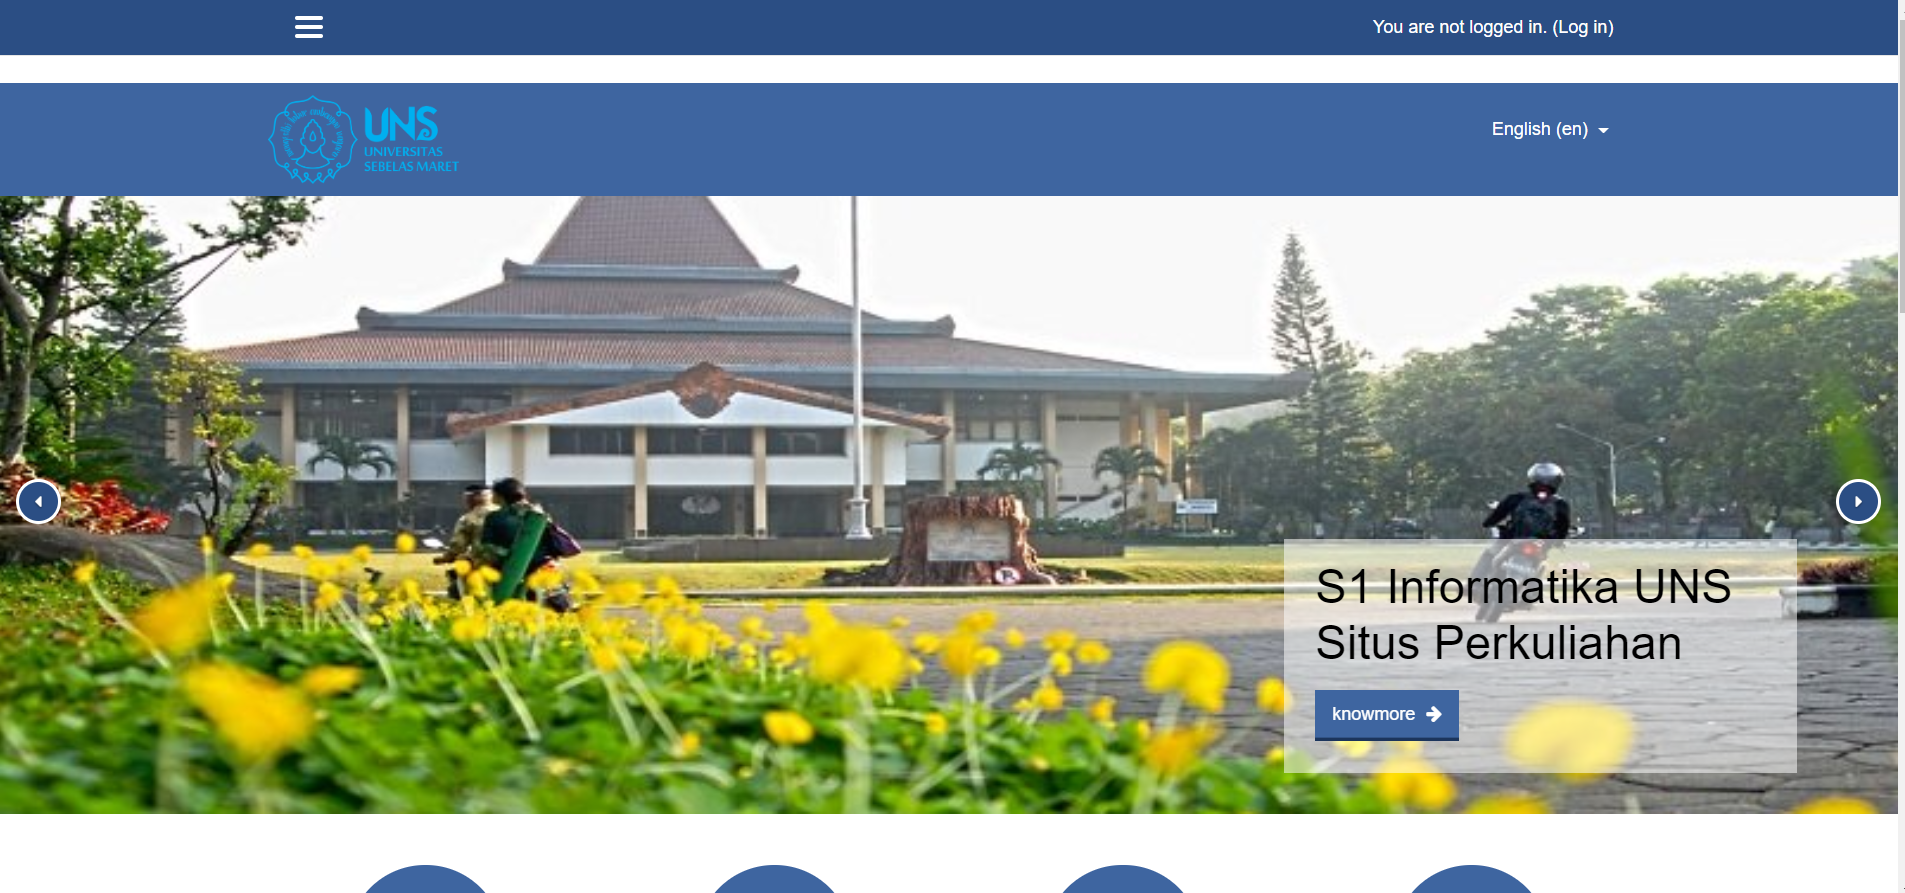 You are not logged in. (Log in)
UNS
UNIVERSITAS
SEBELAS MARET
English (en)
S1 Informatika UNS
Situs Perkuliahan
knowmore